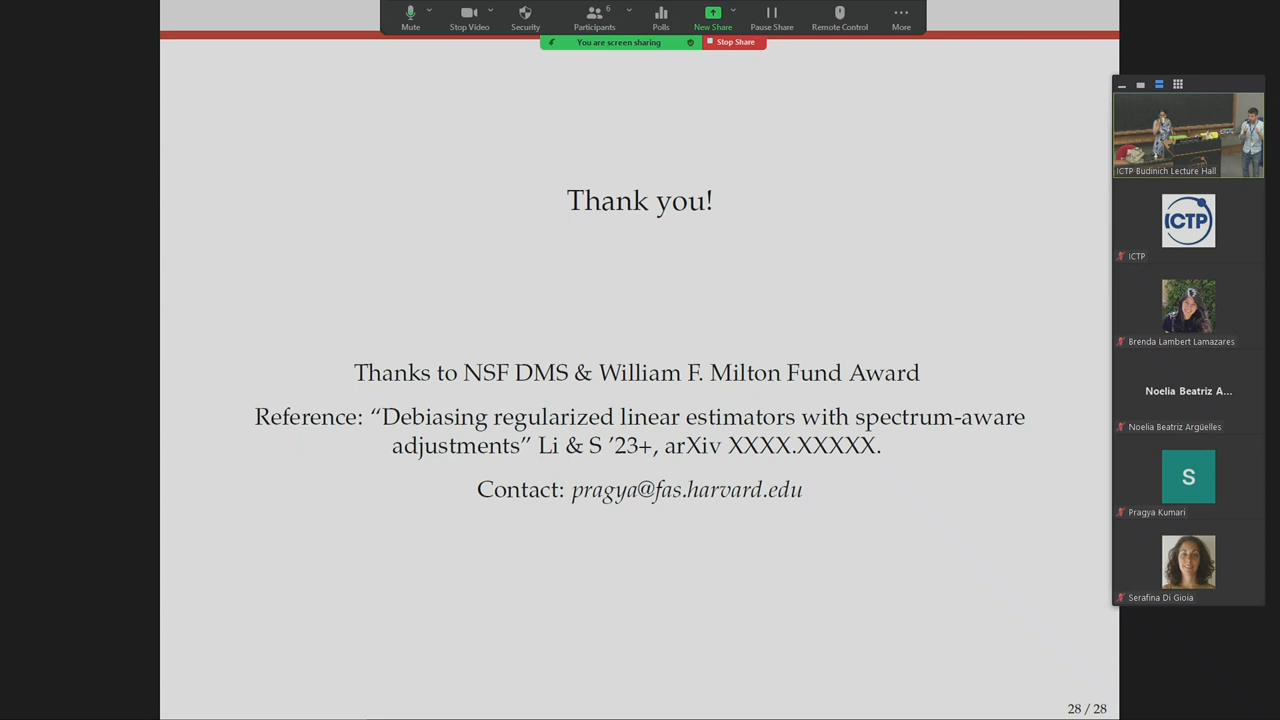 6
Mute
Stop Video
Security
Participants
Polls
New Share
Pause Share
Remote Control
More
You are screen sharing
Stop Share
Thank you!
Thanks to NSF DMS & William F. Milton Fund Award
Reference: “Debiasing regularized linear estimators with spectrum-aware
adjustments” Li & S ’23+, arXiv XXXX.XXXXX.
Contact: pragya@fas.harvard.edu
28 / 28
ICTP Budinich Lecture Hall
ICTP
ICTP
Brenda Lambert Lamazares
Noelia Beatriz A...
Noelia Beatriz Argüelles
S
Pragya Kumari
Serafina Di Gioia